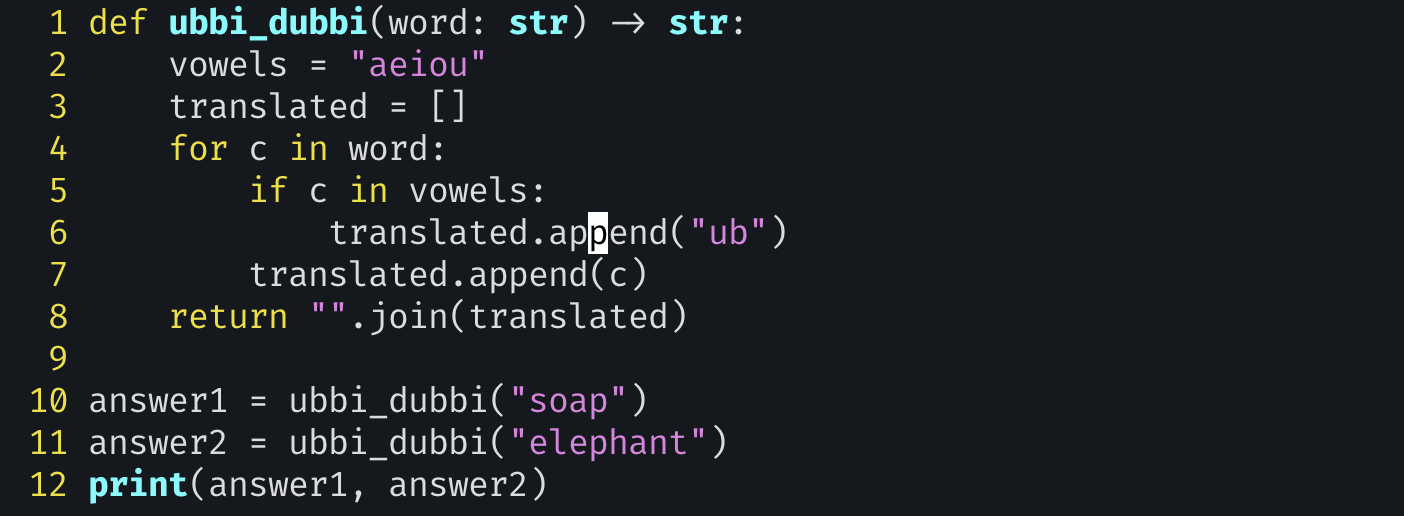 1 def ubbi_dubbi(word: str) -> str:
2     vowels = "aeiou"
3     translated = []
4     for c in word:
5         if c in vowels:
6             translated.append("ub")
7         translated.append(c)
8     return "".join(translated)
9
10 answer1 = ubbi_dubbi("soap")
11 answer2 = ubbi_dubbi("elephant")
12 print(answer1, answer2)